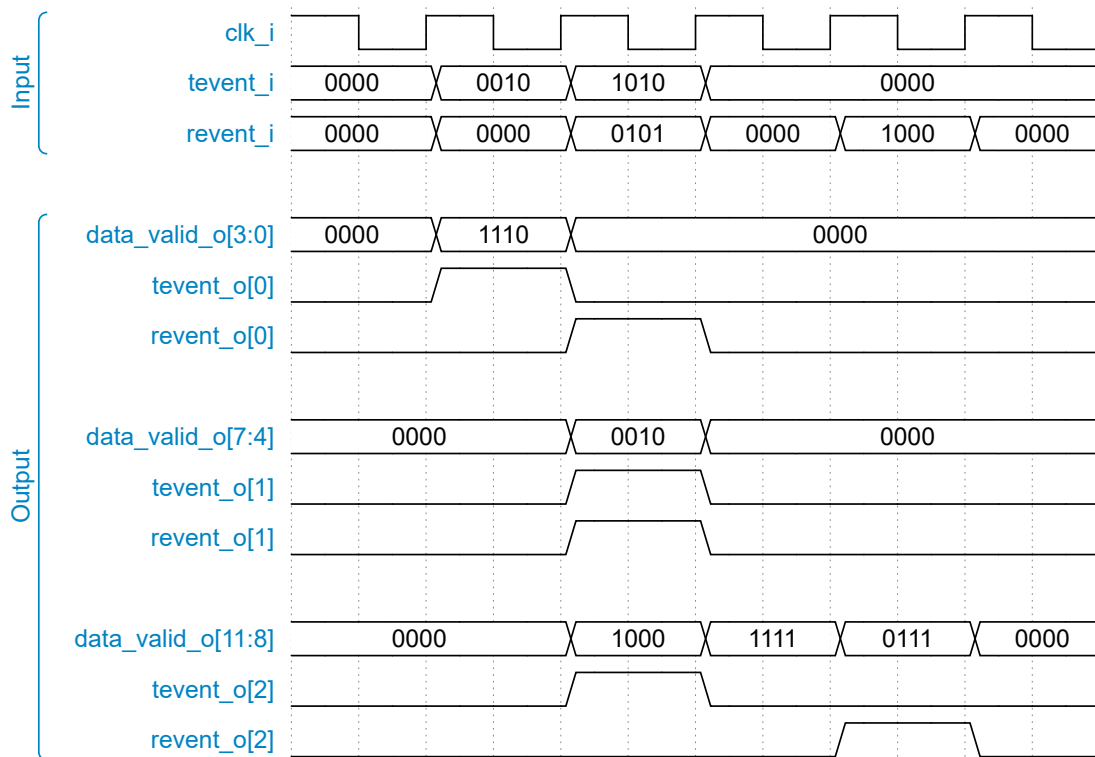 Input
clk_i
tevent_i 0000 0010 1010 0000
revent_i 0000 0000 0101 0000 1000 0000
Output
data_valid_o[3:0] 0000 1110 0000
tevent_o[0]
revent_o[0]
data_valid_o[7:4] 0000 0010 0000
tevent_o[1]
revent_o[1]
data_valid_o[11:8] 0000 1000 1111 0111 0000
tevent_o[2]
revent_o[2]